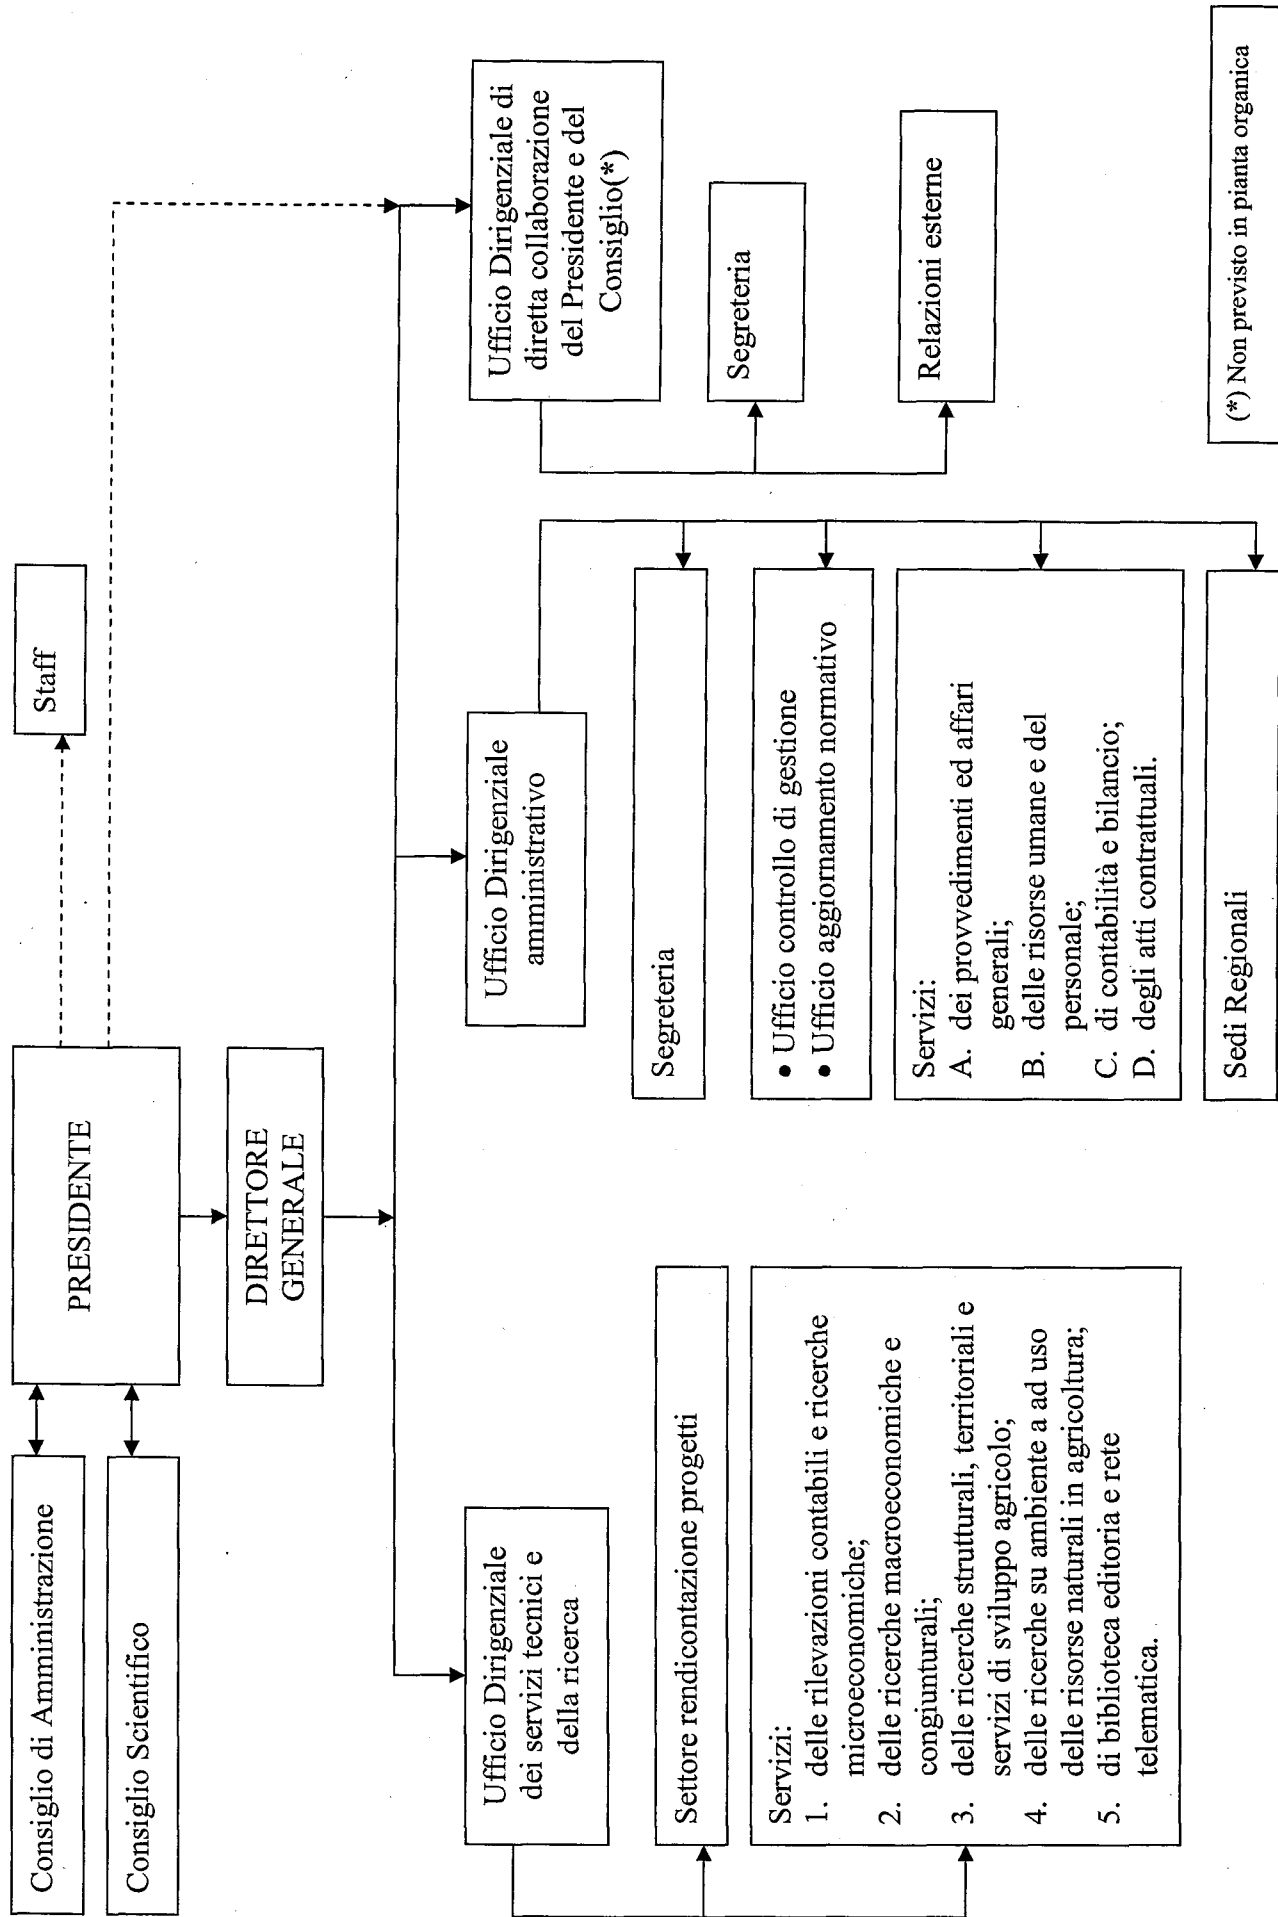 Consiglio di Amministrazione
Consiglio Scientifico
PRESIDENTE
Staff
DIRETTORE
GENERALE
Ufficio Dirigenziale
dei servizi tecnici e
della ricerca
Settore rendicontazione progetti
Servizi:
1. delle rilevazioni contabili e ricerche
microeconomiche;
2. delle ricerche macroeconomiche e
congiunturali;
3. delle ricerche strutturali, territoriali e
servizi di sviluppo agricolo;
4. delle ricerche su ambiente a ad uso
delle risorse naturali in agricoltura;
5. di biblioteca editoria e rete
telematica.
Ufficio Dirigenziale
amministrativo
Segreteria
• Ufficio controllo di gestione
• Ufficio aggiornamento normativo
Servizi:
A. dei provvedimenti ed affari
generali;
B. delle risorse umane e del
personale;
C. di contabilità e bilancio;
D. degli atti contrattuali.
Sedi Regionali
Ufficio Dirigenziale di
diretta collaborazione
del Presidente e del
Consiglio(*)
Segreteria
Relazioni esterne
(*) Non previsto in pianta organica